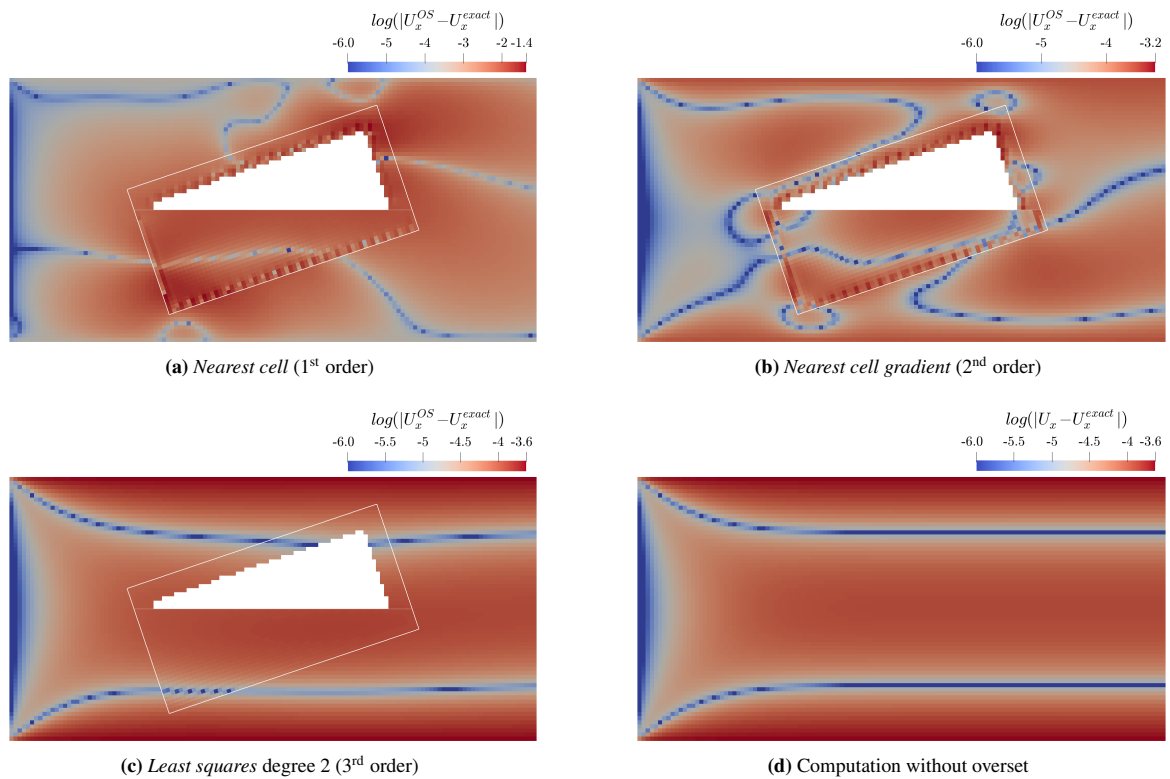 log(|U_x^{OS} − U_x^{exact}|)
-6.0 -5 -4 -3 -2 -1.4
(a) Nearest cell (1st order)
log(|U_x^{OS} − U_x^{exact}|)
-6.0 -5 -4 -3.2
(b) Nearest cell gradient (2nd order)
log(|U_x^{OS} − U_x^{exact}|)
-6.0 -5.5 -5 -4.5 -4 -3.6
(c) Least squares degree 2 (3rd order)
log(|U_x − U_x^{exact}|)
-6.0 -5.5 -5 -4.5 -4 -3.6
(d) Computation without overset